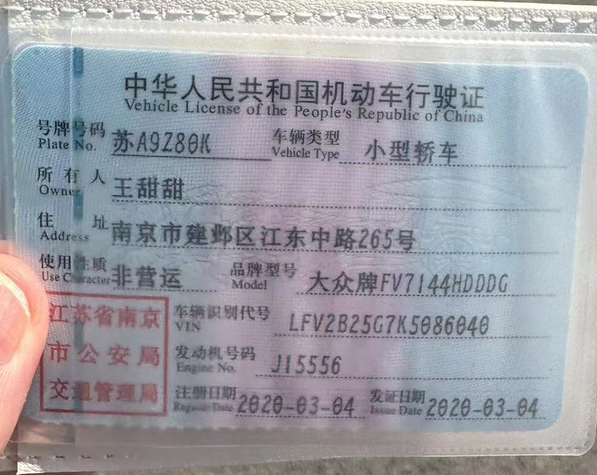 中华人民共和国机动车行驶证
Vehicle License of the People's Republic of China
号牌号码 苏A9Z80K 车辆类型 小型轿车
Plate No. Vehicle Type
所有人 王甜甜
Owner
住址 南京市建邺区江东中路265号
Address
使用性质 非营运 品牌型号 大众牌FV7144HDDDG
Use Character Model
江苏省南京 车辆识别代号 LFV2B25G7K5086040
VIN
市公安局 发动机号码 J15556
Engine No.
交通管理局 注册日期 2020-03-04 发证日期 2020-03-04
Register Date Issue Date